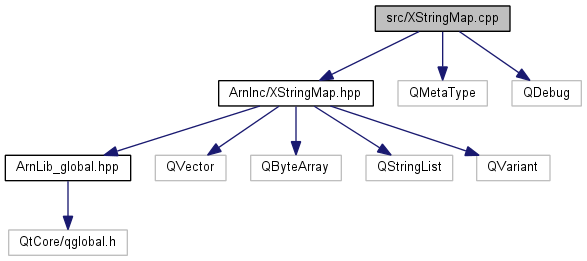 src/XStringMap.cpp
ArnInc/XStringMap.hpp
QMetaType
QDebug
ArnLib_global.hpp
QVector
QByteArray
QStringList
QVariant
QtCore/qglobal.h